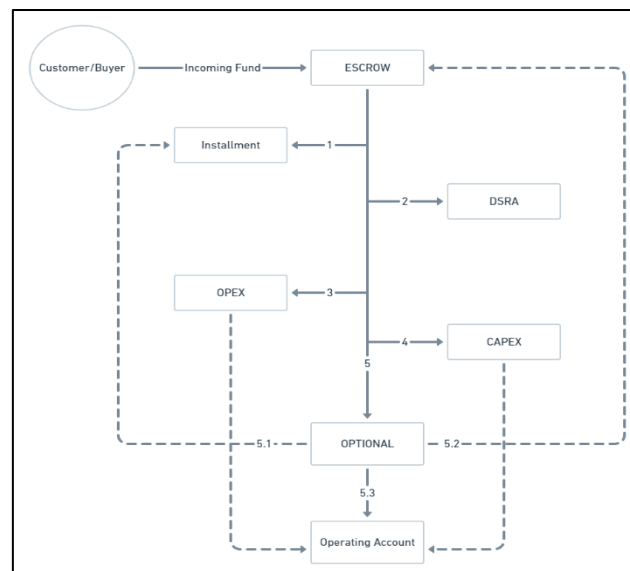 Customer/Buyer
Incoming Fund
ESCROW
Installment
1
2
DSRA
OPEX
3
4
CAPEX
5
5.1
OPTIONAL
5.2
5.3
Operating Account